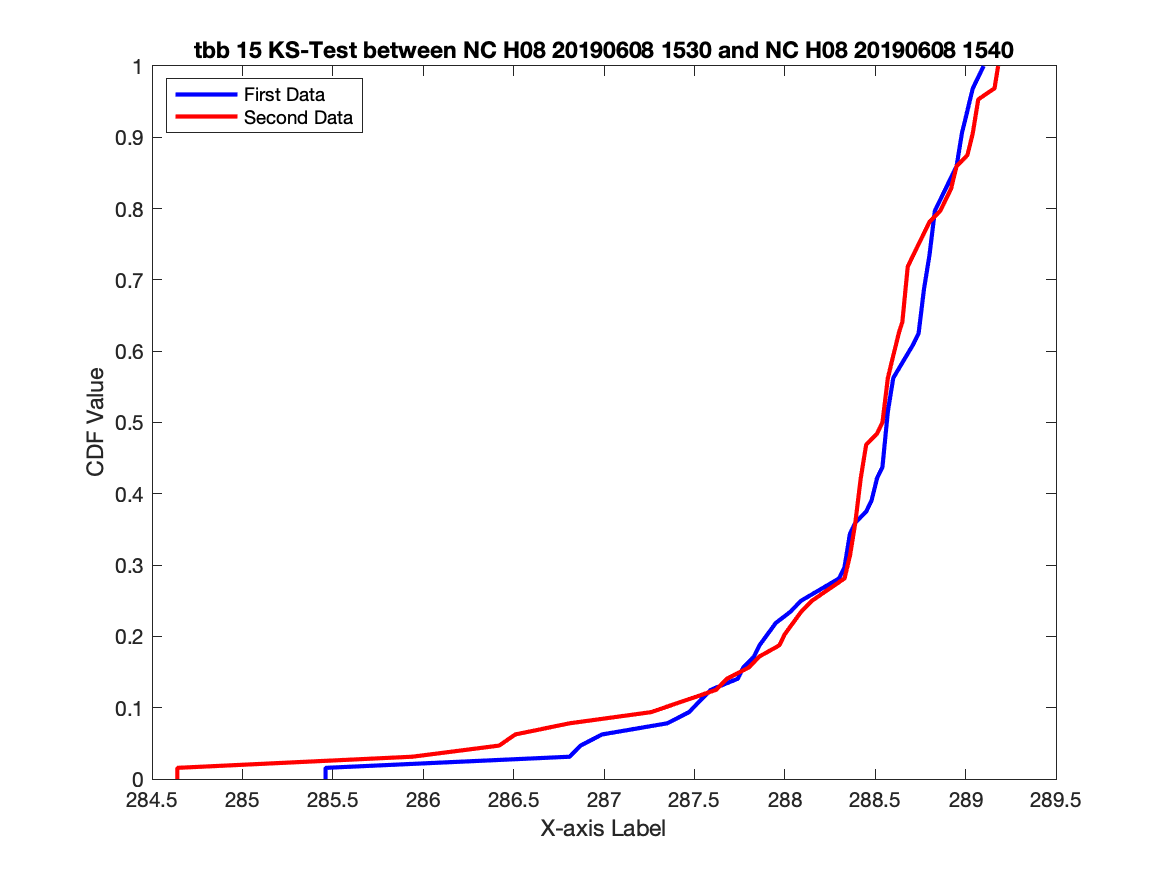 tbb 15 KS-Test between NC H08 20190608 1530 and NC H08 20190608 1540
First Data
Second Data
1
0.9
0.8
0.7
0.6
0.5
0.4
0.3
0.2
0.1
0
CDF Value
284.5 285 285.5 286 286.5 287 287.5 288 288.5 289 289.5
X-axis Label